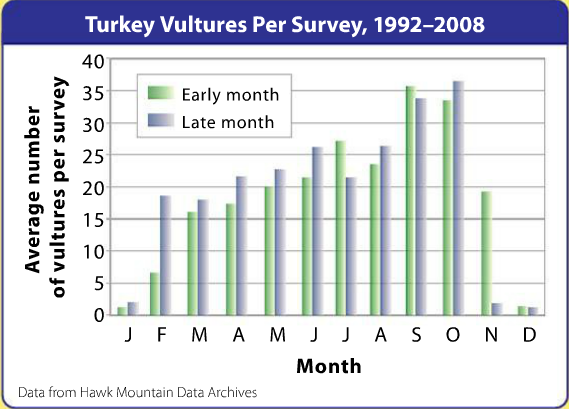 Turkey Vultures Per Survey, 1992–2008
Average number
of vultures per survey
40
35
30
25
20
15
10
5
0
Early month
Late month
J F M A M J J A S O N D
Month
Data from Hawk Mountain Data Archives